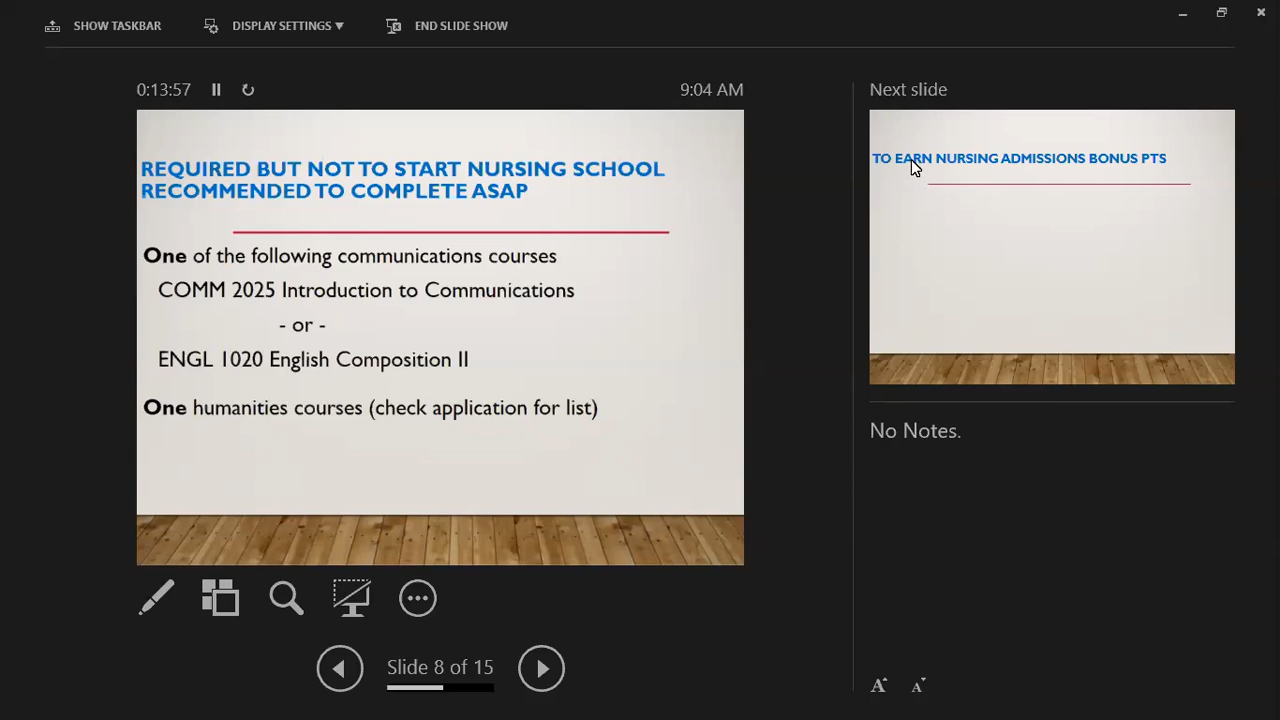 SHOW TASKBAR
DISPLAY SETTINGS ▼
END SLIDE SHOW
0:13:57
9:04 AM
REQUIRED BUT NOT TO START NURSING SCHOOL
RECOMMENDED TO COMPLETE ASAP
One of the following communications courses
COMM 2025 Introduction to Communications
- or -
ENGL 1020 English Composition II
One humanities courses (check application for list)
Slide 8 of 15
Next slide
TO EARN NURSING ADMISSIONS BONUS PTS
No Notes.
A A